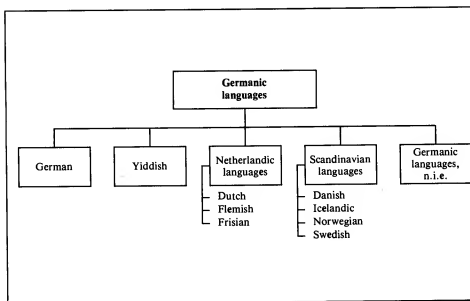 Germanic
languages
German
Yiddish
Netherlandic
languages
Dutch
Flemish
Frisian
Scandinavian
languages
Danish
Icelandic
Norwegian
Swedish
Germanic
languages,
n.i.e.